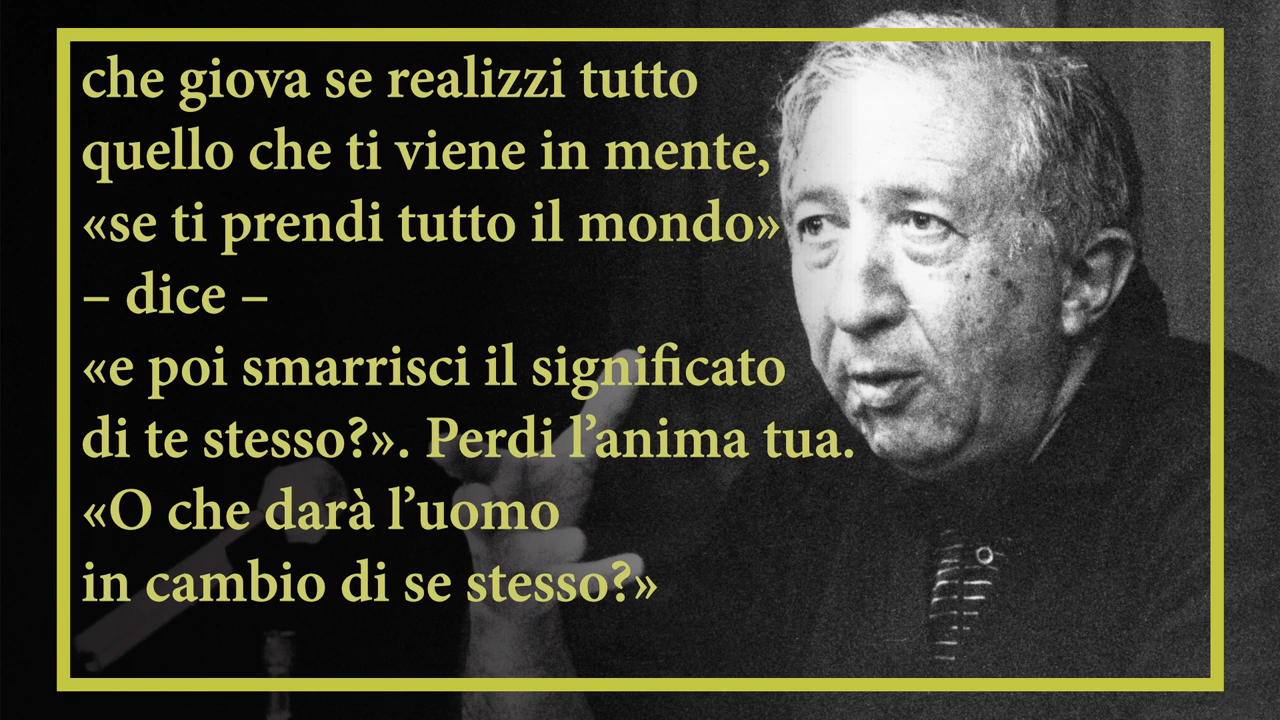 che giova se realizzi tutto
quello che ti viene in mente,
«se ti prendi tutto il mondo»
– dice –
«e poi smarrisci il significato
di te stesso?». Perdi l’anima tua.
«O che darà l’uomo
in cambio di se stesso?»